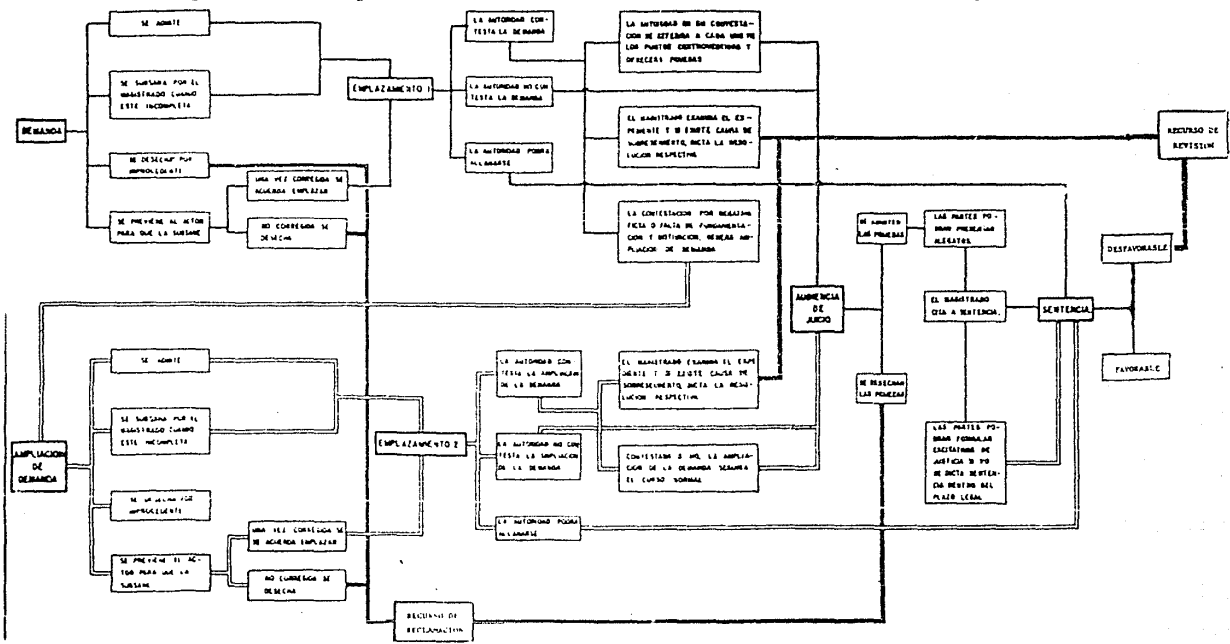 DEMANDA
SE ADMITE
SE SUBSANA POR EL
MAGISTRADO CUANDO
ESTE INCOMPLETA
SE DESECHA POR
IMPROCEDENTE
SE PREVIENE AL ACTOR
PARA QUE LA SUBSANE
UNA VEZ CORREGIDA SE
ACUERDA EMPLAZAR
NO CORREGIDA SE
DESECHA
EMPLAZAMIENTO 1
LA AUTORIDAD CON-
TESTA LA DEMANDA
LA AUTORIDAD NO CON
TESTA LA DEMANDA
LA AUTORIDAD PODRA
ALLANARSE
LA AUTORIDAD EN SU CONTESTA-
CION SE REFERIRA A CADA UNO DE
LOS PUNTOS CONTROVERTIDOS Y
OFRECERA PRUEBAS
EL MAGISTRADO EXAMINA EL EX-
PEDIENTE Y SI EXISTE CAUSA DE
SOBRESEIMIENTO, DICTA LA RESO-
LUCION RESPECTIVA
LA CONTESTACION POR NEGATIVA
FICTA O FALTA DE FUNDAMENTA-
CION Y MOTIVACION, GENERA AM-
PLIACION DE DEMANDA
AUDIENCIA
DE
JUICIO
SE ADMITEN
LAS PRUEBAS
LAS PARTES PO-
DRAN PRESENTAR
ALEGATOS.
EL MAGISTRADO
CITA A SENTENCIA.
SENTENCIA
RECURSO DE
REVISION
DESFAVORABLE
FAVORABLE
AMPLIACION
DE
DEMANDA
SE ADMITE
SE SUBSANA POR EL
MAGISTRADO CUANDO
ESTE INCOMPLETA
SE DESECHA POR
IMPROCEDENTE
SE PREVIENE EL AC-
TOR PARA QUE LA
SUBSANE
UNA VEZ CORREGIDA SE
SE ACUERDA EMPLAZAR
NO CORREGIDA SE
DESECHA
EMPLAZAMIENTO 2
LA AUTORIDAD CON-
TESTA LA AMPLIACION
DE LA DEMANDA
LA AUTORIDAD NO CON-
TESTA LA AMPLIACION
DE LA DEMANDA
LA AUTORIDAD PODRA
ALLANARSE
EL MAGISTRADO EXAMINA EL EXPE
DIENTE Y SI EXISTE CAUSA DE
SOBRESEIMIENTO, DICTA LA RESO-
LUCION RESPECTIVA
CONTESTADA O NO, LA AMPLIA-
CION DE LA DEMANDA SEGUIRA
EL CURSO NORMAL
SE DESECHAN
LAS PRUEBAS
LAS PARTES PO-
DRAN FORMULAR
EXCITATIVA DE
JUSTICIA SI NO
SE DICTA SENTEN-
CIA DENTRO DEL
PLAZO LEGAL
RECURSO DE
RECLAMACION